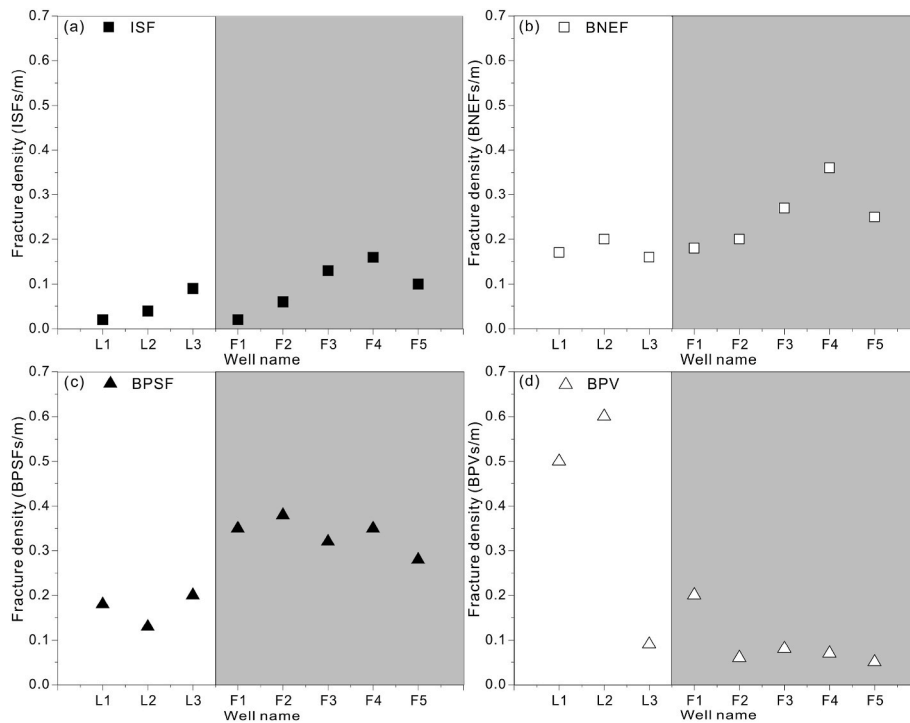 (a) ISF
0.7
0.6
0.5
0.4
0.3
0.2
0.1
0.0
Fracture density (ISFs/m)
L1 L2 L3 F1 F2 F3 F4 F5
Well name
(b) BNEF
0.7
0.6
0.5
0.4
0.3
0.2
0.1
0.0
Fracture density (BNEFs/m)
L1 L2 L3 F1 F2 F3 F4 F5
Well name
(c) BPSF
0.7
0.6
0.5
0.4
0.3
0.2
0.1
0.0
Fracture density (BPSFs/m)
L1 L2 L3 F1 F2 F3 F4 F5
Well name
(d) BPV
0.7
0.6
0.5
0.4
0.3
0.2
0.1
0.0
Fracture density (BPVs/m)
L1 L2 L3 F1 F2 F3 F4 F5
Well name